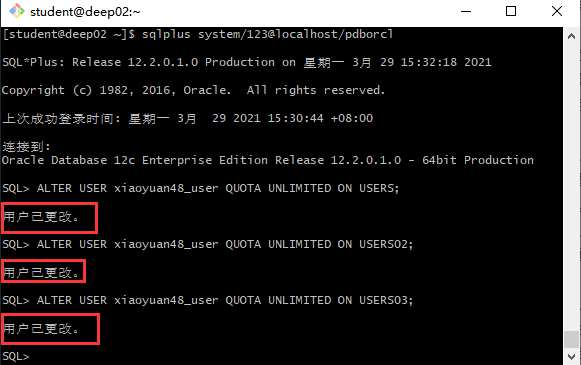 student@deep02:~
[student@deep02 ~]$ sqlplus system/123@localhost/pdborcl
SQL*Plus: Release 12.2.0.1.0 Production on 星期一 3月 29 15:32:18 2021
Copyright (c) 1982, 2016, Oracle.  All rights reserved.
上次成功登录时间: 星期一 3月  29 2021 15:30:44 +08:00
连接到:
Oracle Database 12c Enterprise Edition Release 12.2.0.1.0 - 64bit Production
SQL> ALTER USER xiaoyuan48_user QUOTA UNLIMITED ON USERS;
用户已更改。
SQL> ALTER USER xiaoyuan48_user QUOTA UNLIMITED ON USERS02;
用户已更改。
SQL> ALTER USER xiaoyuan48_user QUOTA UNLIMITED ON USERS03;
用户已更改。
SQL>